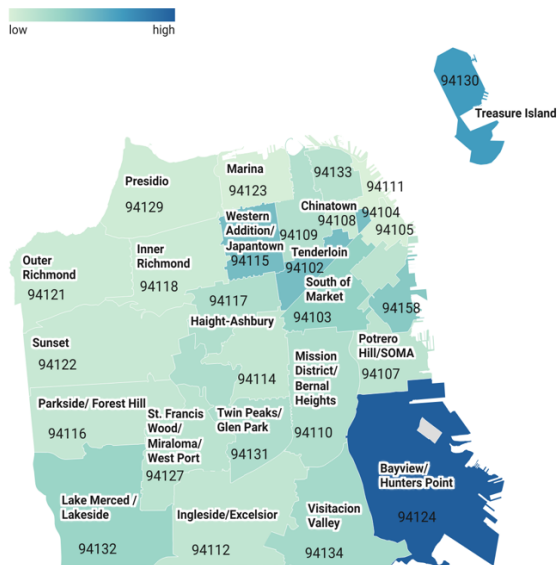 low high
94130
Treasure Island
Marina
94123
94133
Presidio
94129
94111
Chinatown
94108
94104
94105
Western
Addition/
Japantown
94115
94109
Tenderloin
94102
Inner
Richmond
94118
Outer
Richmond
94121
South of
Market
94103
94158
94117
Haight-Ashbury
Sunset
94122
Potrero
Hill/SOMA
94107
Mission
District/
Bernal
Heights
94110
94114
Parkside/ Forest Hill
94116
St. Francis
Wood/
Miraloma/
West Port
94127
Twin Peaks/
Glen Park
94131
Bayview/
Hunters Point
94124
Lake Merced /
Lakeside
94132
Ingleside/Excelsior
94112
Visitacion
Valley
94134